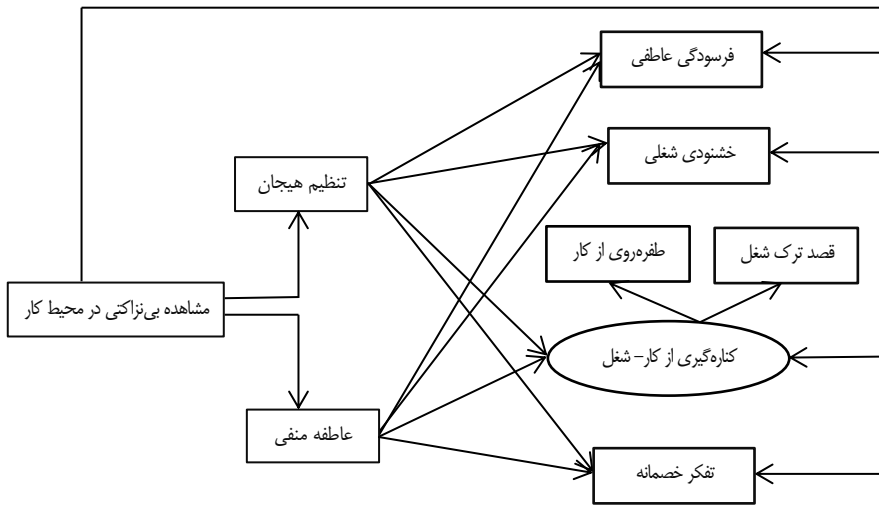 فرسودگی عاطفی
خشنودی شغلی
تنظیم هیجان
قصد ترک شغل
طفره‌روی از کار
مشاهده بی‌نزاکتی در محیط کار
کناره‌گیری از کار- شغل
عاطفه منفی
تفکر خصمانه